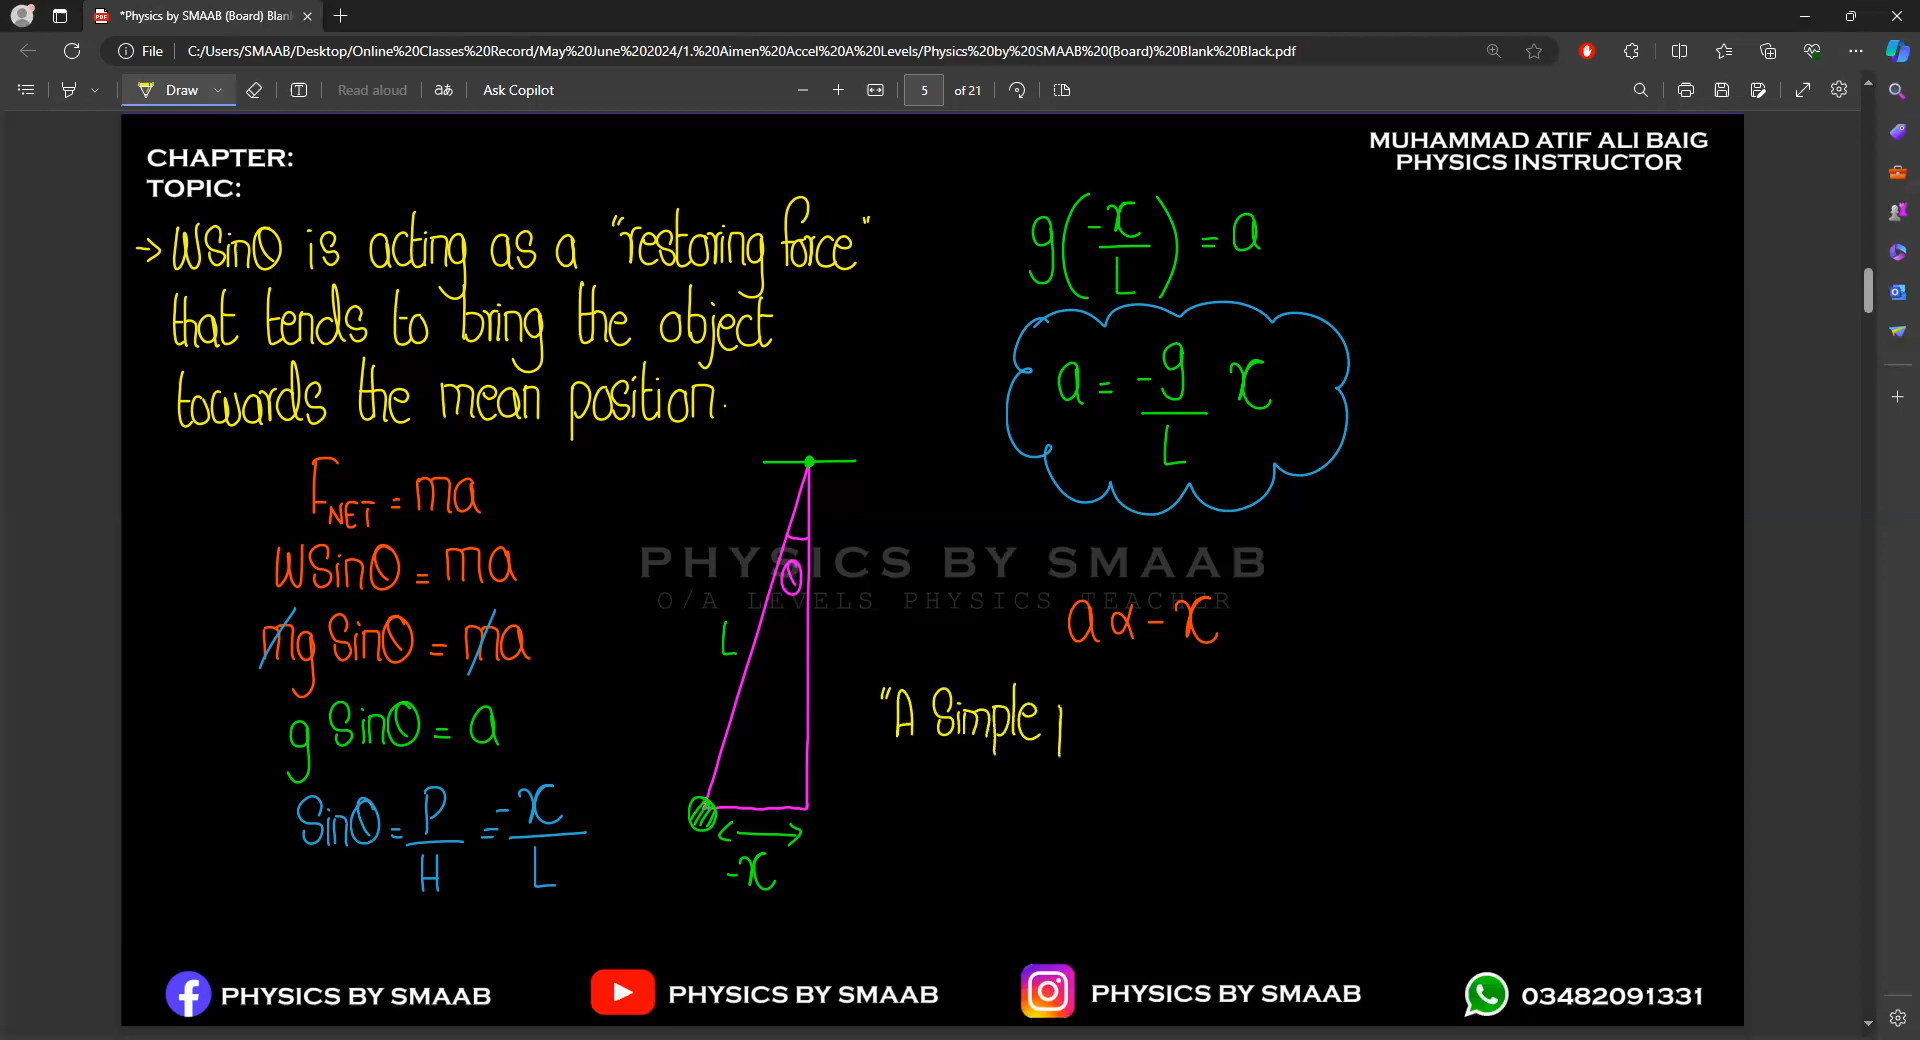 *Physics by SMAAB (Board) Blank
File
C:/Users/SMAAB/Desktop/Online%20Classes%20Record/May%20June%202024/1.%20Aimen%20Accel%20A%20Levels/Physics%20by%20SMAAB%20(Board)%20Blank%20Black.pdf
Draw
Read aloud
aあ
Ask Copilot
5 of 21
CHAPTER:
TOPIC:
MUHAMMAD ATIF ALI BAIG
PHYSICS INSTRUCTOR
→ WSinθ is acting as a "restoring force"
that tends to bring the object
towards the mean position.
F_NET = ma
WSinθ = ma
mg Sinθ = ma
g Sinθ = a
Sinθ = P/H = -x/L
θ
L
-x
g(-x/L) = a
a = -g/L x
PHYSICS BY SMAAB
O/A LEVELS PHYSICS TEACHER
a α - x
"A Simple p
PHYSICS BY SMAAB
PHYSICS BY SMAAB
PHYSICS BY SMAAB
03482091331